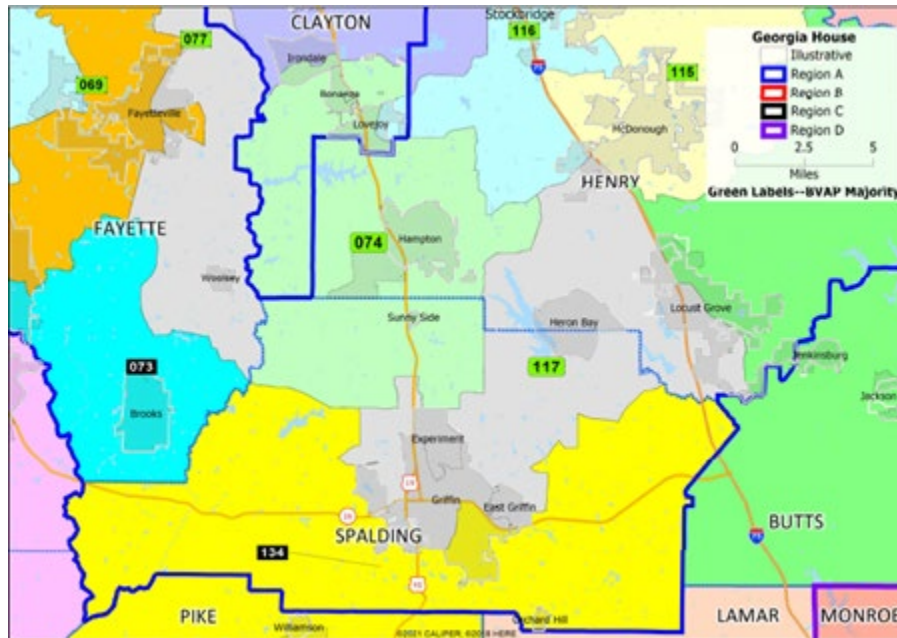 CLAYTON
Stockbridge
077
116
Irondale
069
115
Bonanza
Fayetteville
Lovejoy
McDonough
Georgia House
Illustrative
Region A
Region B
Region C
Region D
0 2.5 5
Miles
Green Labels--BVAP Majority
HENRY
FAYETTE
074
Hampton
Woolsey
Locust Grove
Sunny Side
Heron Bay
Jenkinsburg
073
117
Jackson
Brooks
Experiment
19
Griffin
East Griffin
SPALDING
BUTTS
134
75
PIKE
Williamson
Orchard Hill
LAMAR
MONROE
©2021 CALIPER, ©2018 HERE